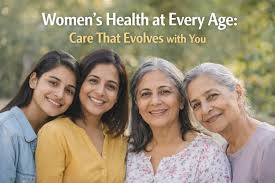 Women's Health at Every Age:
Care That Evolves with You